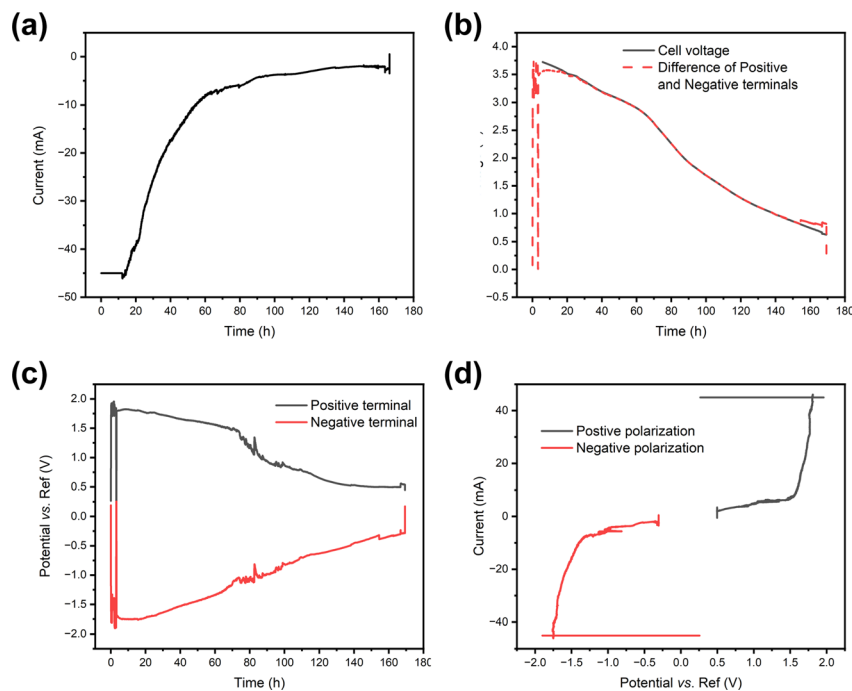 (a)
0
−10
−20
−30
−40
−50
Current (mA)
0 20 40 60 80 100 120 140 160 180
Time (h)
(b)
4.0
3.5
3.0
2.5
2.0
1.5
1.0
0.5
0.0
−0.5
Cell voltage
Difference of Positive
and Negative terminals
0 20 40 60 80 100 120 140 160 180
Time (h)
(c)
2.0
1.5
1.0
0.5
0.0
−0.5
−1.0
−1.5
−2.0
Potential vs. Ref (V)
Positive terminal
Negative terminal
0 20 40 60 80 100 120 140 160 180
Time (h)
(d)
40
20
0
−20
−40
Current (mA)
Postive polarization
Negative polarization
−2.0 −1.5 −1.0 −0.5 0.0 0.5 1.0 1.5 2.0
Potential vs. Ref (V)